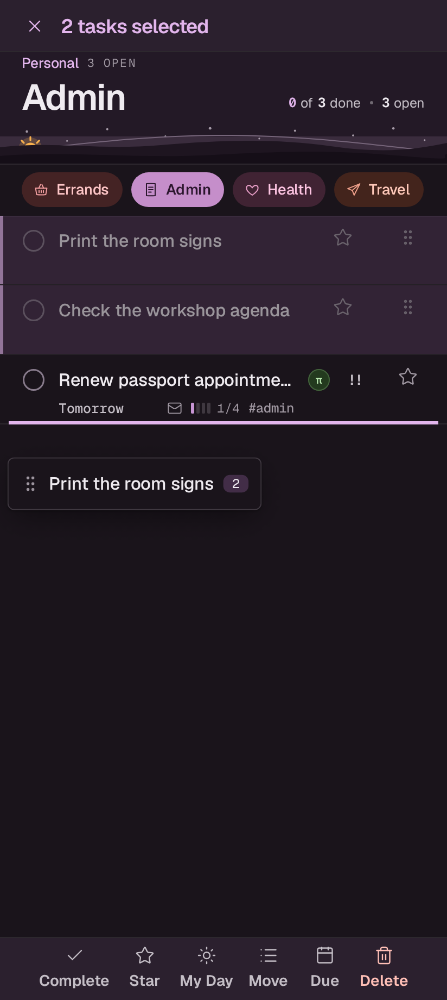 2 tasks selected
Personal 3 OPEN
Admin
0 of 3 done • 3 open
Errands Admin Health Travel
Print the room signs
Check the workshop agenda
Renew passport appointme… π !!
Tomorrow 1/4 #admin
Print the room signs 2
Complete Star My Day Move Due Delete